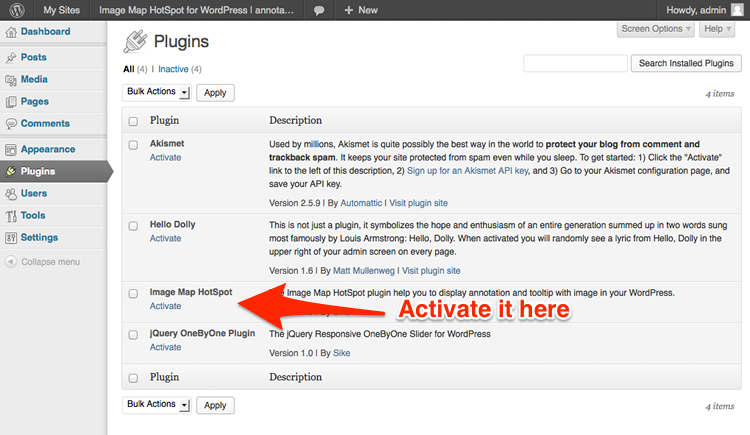 My Sites
Image Map HotSpot for WordPress | annota…
+ New
Howdy, admin
Dashboard
Posts
Media
Pages
Comments
Appearance
Plugins
Users
Tools
Settings
Collapse menu
Screen Options
Help
Plugins
All (4) | Inactive (4)
Search Installed Plugins
Bulk Actions
Apply
4 items
Plugin
Description
Akismet
Activate
Used by millions, Akismet is quite possibly the best way in the world to protect your blog from comment and
trackback spam. It keeps your site protected from spam even while you sleep. To get started: 1) Click the "Activate"
link to the left of this description, 2) Sign up for an Akismet API key, and 3) Go to your Akismet configuration page, and
save your API key.
Version 2.5.9 | By Automattic | Visit plugin site
Hello Dolly
Activate
This is not just a plugin, it symbolizes the hope and enthusiasm of an entire generation summed up in two words sung
most famously by Louis Armstrong: Hello, Dolly. When activated you will randomly see a lyric from Hello, Dolly in the
upper right of your admin screen on every page.
Version 1.6 | By Matt Mullenweg | Visit plugin site
Image Map HotSpot
Activate
Image Map HotSpot plugin help you to display annotation and tooltip with image in your WordPress.
Activate it here
jQuery OneByOne Plugin
Activate
The jQuery Responsive OneByOne Slider for WordPress
Version 1.0 | By Sike
Plugin
Description
Bulk Actions
Apply
4 items